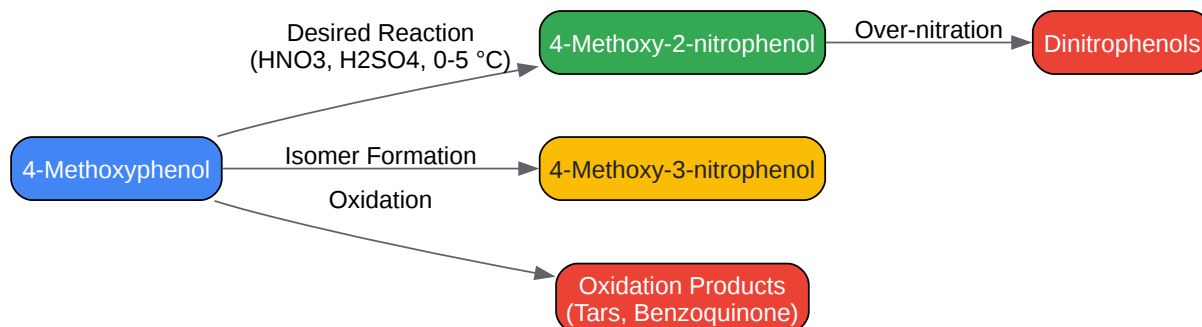 Desired Reaction
(HNO3, H2SO4, 0-5 °C)
4-Methoxy-2-nitrophenol
Over-nitration
Dinitrophenols
4-Methoxyphenol
Isomer Formation
4-Methoxy-3-nitrophenol
Oxidation
Oxidation Products
(Tars, Benzoquinone)